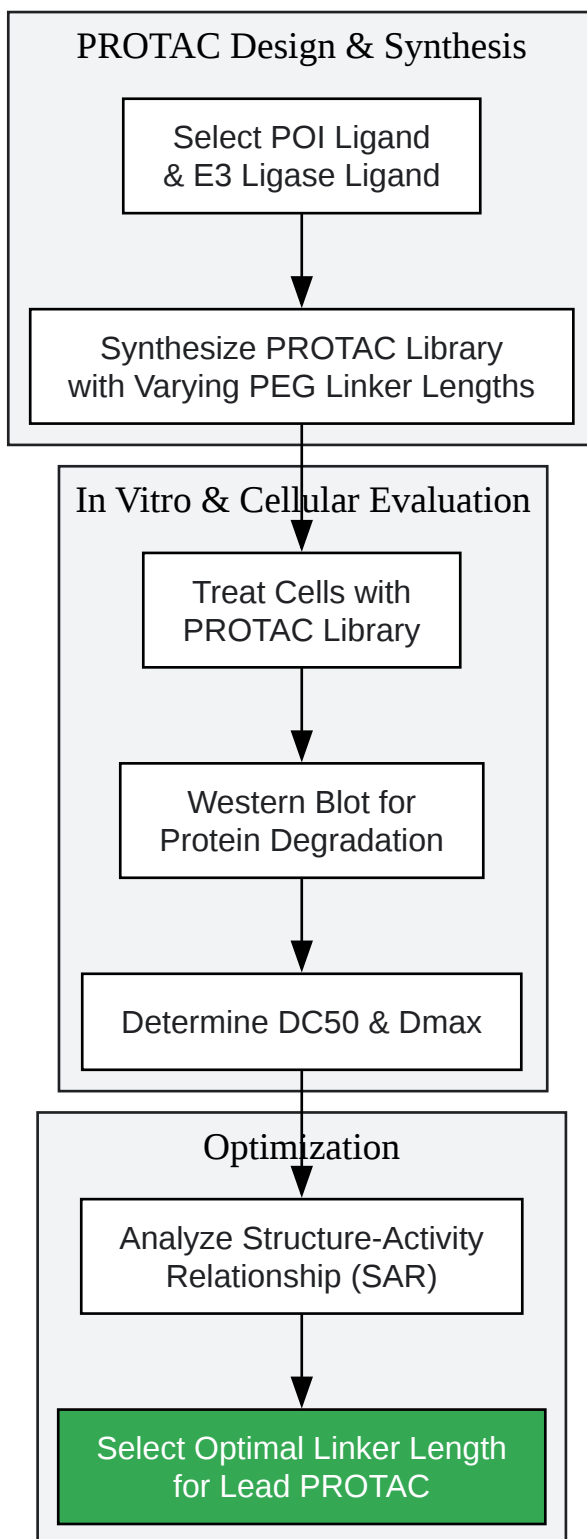 PROTAC Design & Synthesis
Select POI Ligand
& E3 Ligase Ligand
Synthesize PROTAC Library
with Varying PEG Linker Lengths
In Vitro & Cellular Evaluation
Treat Cells with
PROTAC Library
Western Blot for
Protein Degradation
Determine DC50 & Dmax
Optimization
Analyze Structure-Activity
Relationship (SAR)
Select Optimal Linker Length
for Lead PROTAC